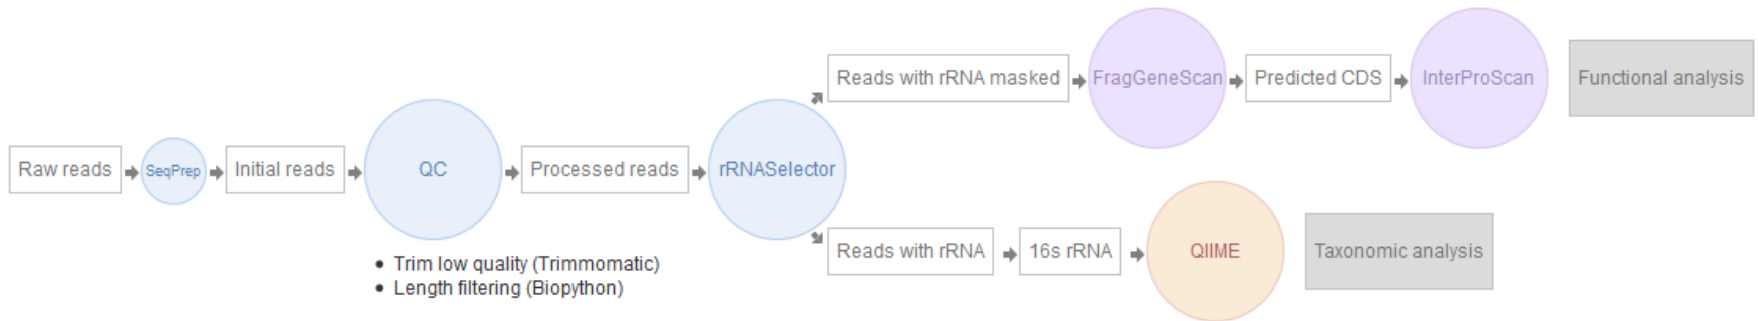 Raw reads
SeqPrep
Initial reads
QC
Trim low quality (Trimmomatic)
Length filtering (Biopython)
Processed reads
rRNASelector
Reads with rRNA masked
FragGeneScan
Predicted CDS
InterProScan
Functional analysis
Reads with rRNA
16s rRNA
QIIME
Taxonomic analysis